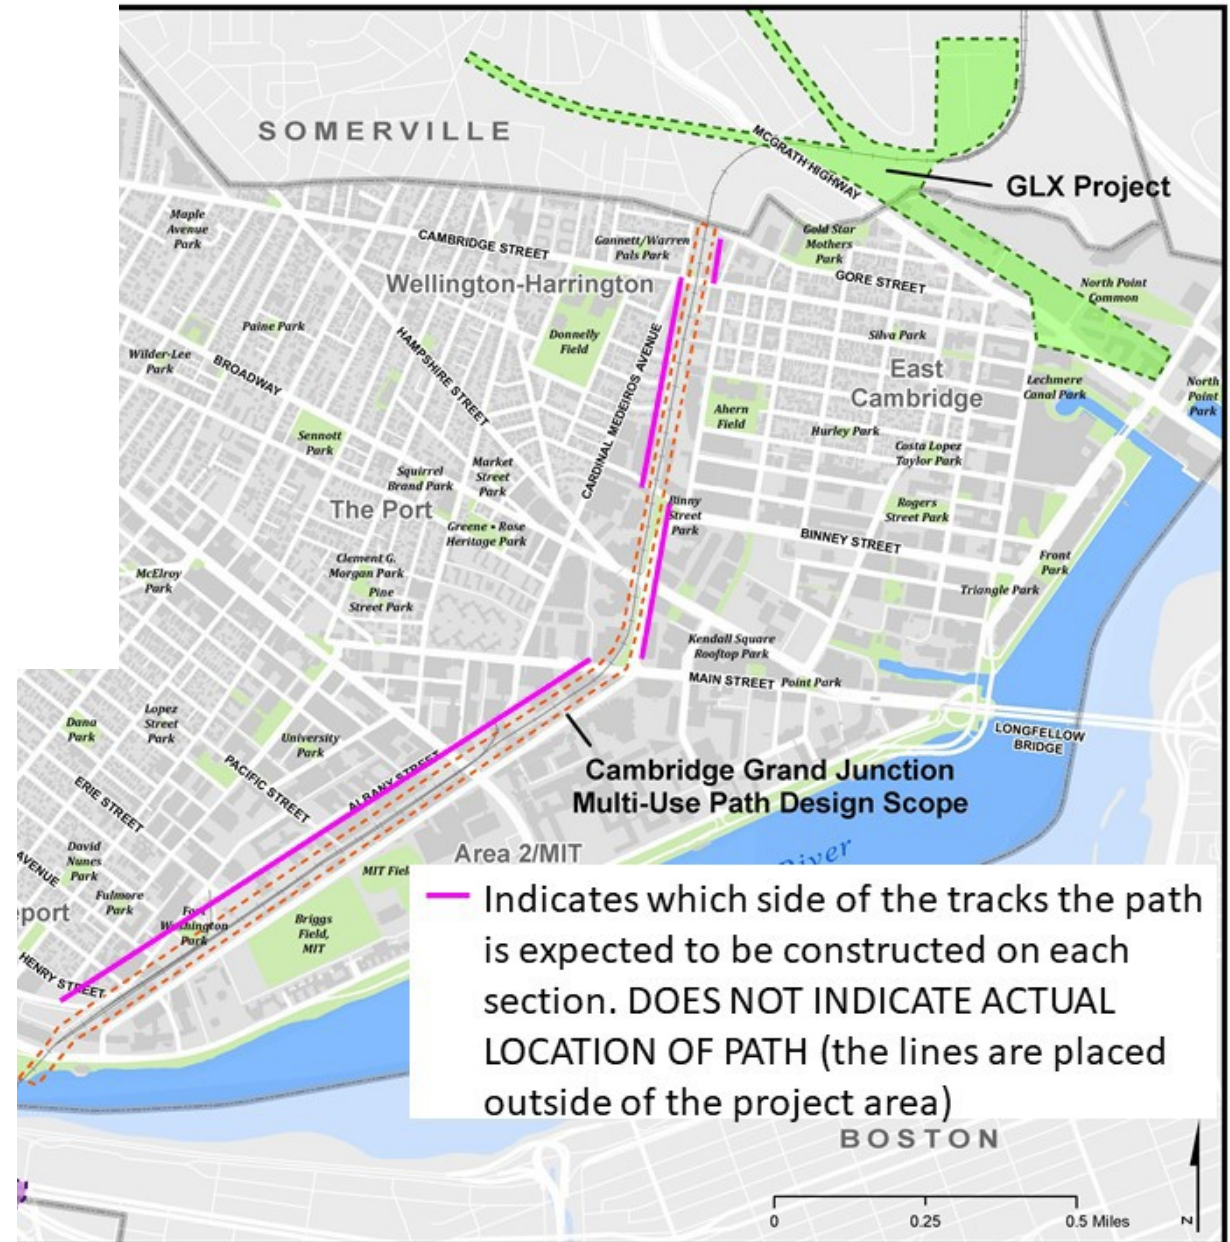 SOMERVILLE
MCGRATH HIGHWAY
GLX Project
Maple
Avenue
Park
CAMBRIDGE STREET
Gannett/Warren
Pals Park
Gold Star
Mothers
Park
GORE STREET
North Point
Common
Wellington-Harrington
Paine Park
Wilder-Lee
Park
BROADWAY
HAMPSHIRE STREET
Donnelly
Field
CARDINAL MEDEIROS AVENUE
Silva Park
East
Cambridge
Lechmere
Canal Park
North
Point
Park
Ahern
Field
Hurley Park
Costa Lopez
Taylor Park
Sennott
Park
Squirrel
Brand Park
Market
Street
Park
The Port
Greene • Rose
Heritage Park
Binny
Street
Park
Rogers
Street Park
BINNEY STREET
Front
Park
Triangle Park
McElroy
Park
Clement G.
Morgan Park
Pine
Street Park
Kendall Square
Rooftop Park
MAIN STREET
Point Park
LONGFELLOW
BRIDGE
Dana
Park
Lopez
Street
Park
University
Park
PACIFIC STREET
ALBANY STREET
ERIE STREET
Cambridge Grand Junction
Multi-Use Path Design Scope
Area 2/MIT
River
David
Nunes
Park
AVENUE
Fulmore
Park
port
Fort
Washington
Park
MIT Fiel
Briggs
Field,
MIT
HENRY STREET
Indicates which side of the tracks the path
is expected to be constructed on each
section. DOES NOT INDICATE ACTUAL
LOCATION OF PATH (the lines are placed
outside of the project area)
BOSTON
0 0.25 0.5 Miles
N